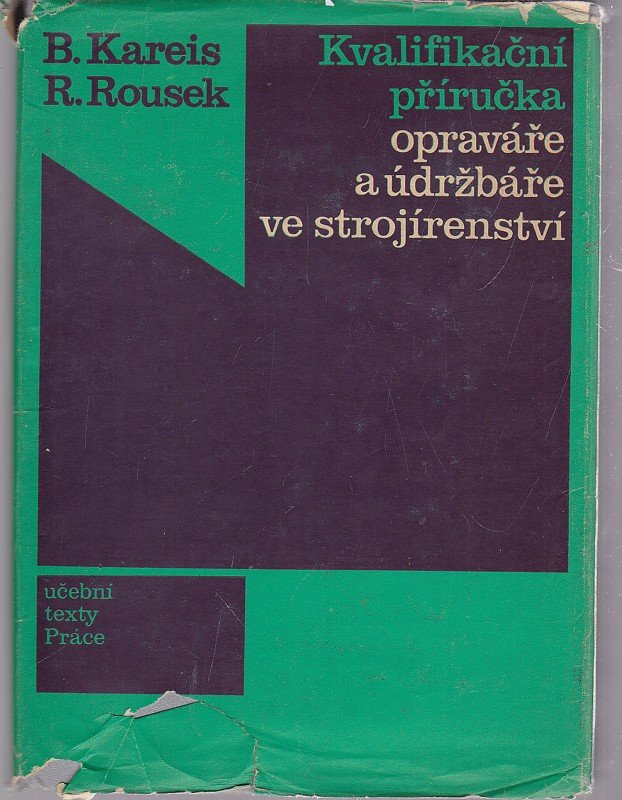 B. Kareis
R. Rousek
Kvalifikační
příručka
opraváře
a údržbáře
ve strojírenství
učební
texty
Práce